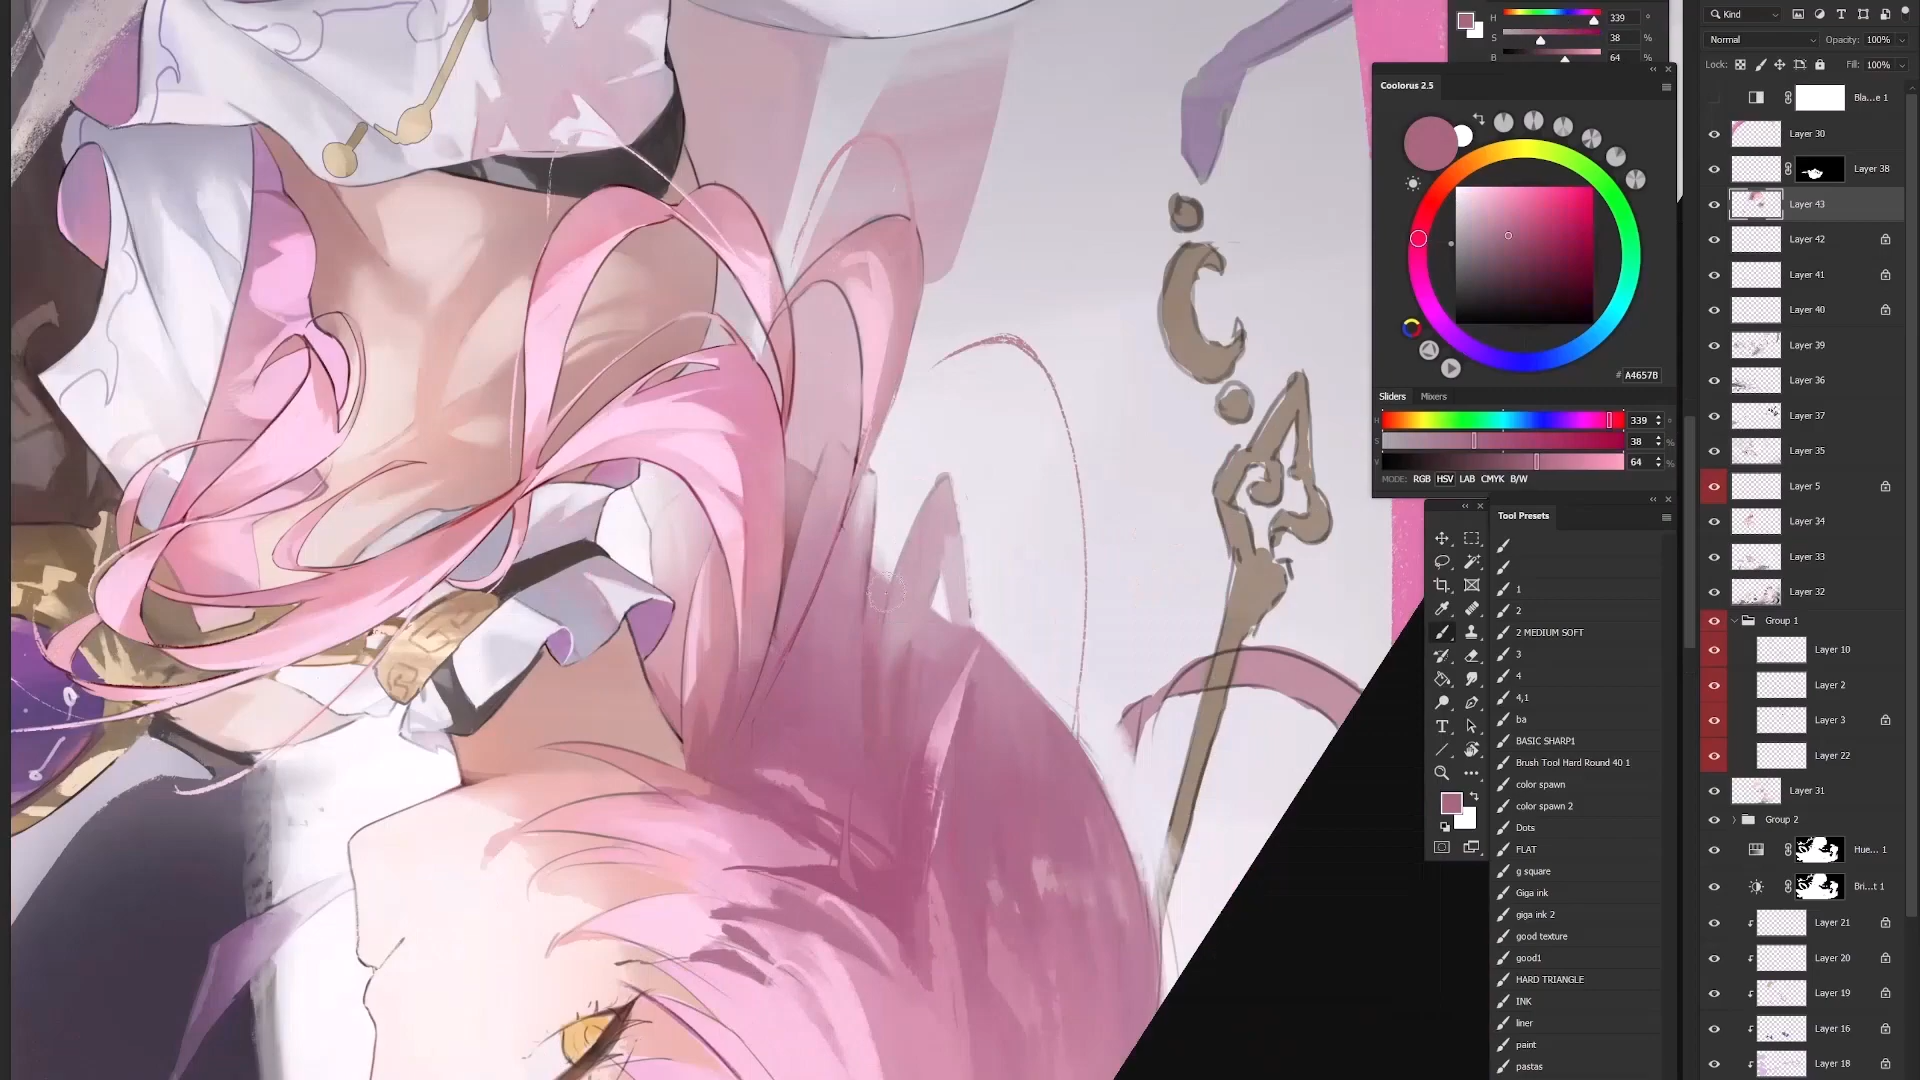 H 339 °
S 38 %
B 64 %
Coolorus 2.5
# A4657B
Sliders Mixers
H 339 °
S 38 %
V 64 %
MODE: RGB HSV LAB CMYK B/W
Tool Presets
1
2
2 MEDIUM SOFT
3
4
4,1
ba
BASIC SHARP1
Brush Tool Hard Round 40 1
color spawn
color spawn 2
Dots
FLAT
g square
Giga ink
giga ink 2
good texture
good1
HARD TRIANGLE
INK
liner
paint
pastas
Kind
Normal Opacity: 100%
Lock: Fill: 100%
Bla...e 1
Layer 30
Layer 38
Layer 43
Layer 42
Layer 41
Layer 40
Layer 39
Layer 36
Layer 37
Layer 35
Layer 5
Layer 34
Layer 33
Layer 32
Group 1
Layer 10
Layer 2
Layer 3
Layer 22
Layer 31
Group 2
Hue... 1
Bri...t 1
Layer 21
Layer 20
Layer 19
Layer 16
Layer 18